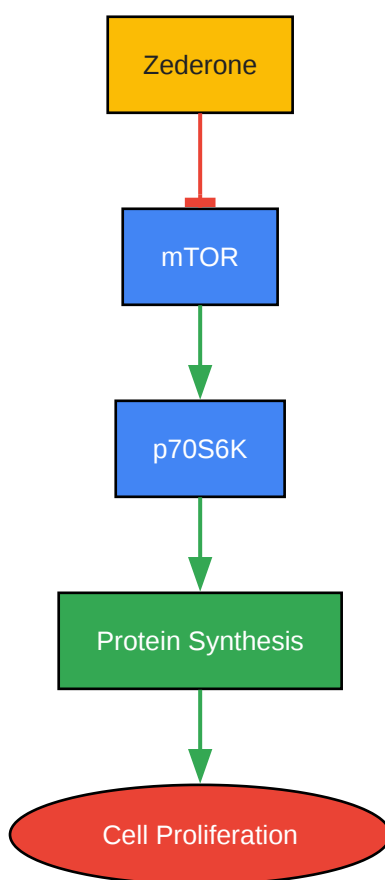 Zederone
mTOR
p70S6K
Protein Synthesis
Cell Proliferation